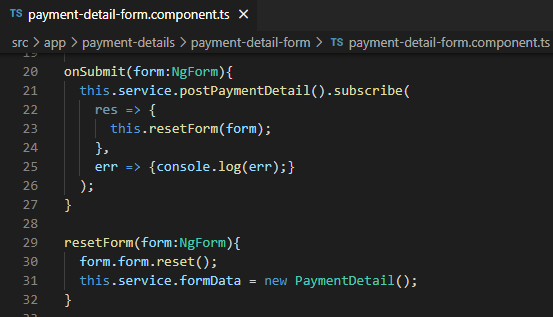 TS payment-detail-form.component.ts ×
src > app > payment-details > payment-detail-form > TS payment-detail-form.component.ts
19
20 onSubmit(form:NgForm){
21 this.service.postPaymentDetail().subscribe(
22 res => {
23 this.resetForm(form);
24 },
25 err => {console.log(err);}
26 );
27 }
28
29 resetForm(form:NgForm){
30 form.form.reset();
31 this.service.formData = new PaymentDetail();
32 }
33